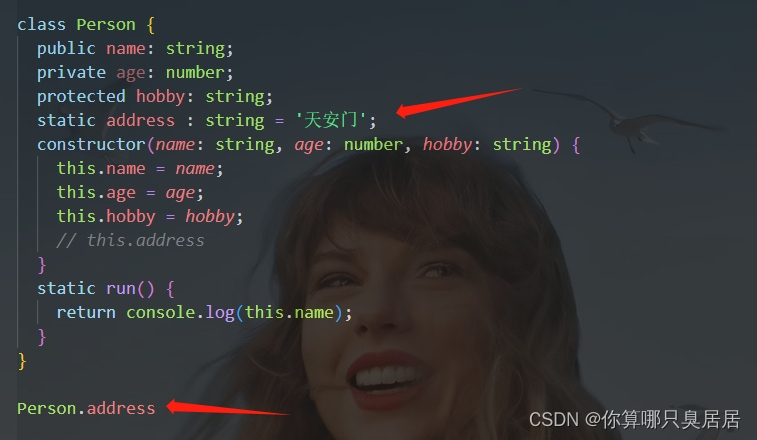 class Person {
  public name: string;
  private age: number;
  protected hobby: string;
  static address : string = '天安门';
  constructor(name: string, age: number, hobby: string) {
    this.name = name;
    this.age = age;
    this.hobby = hobby;
    // this.address
  }
  static run() {
    return console.log(this.name);
  }
}
Person.address
CSDN @你算哪只臭居居